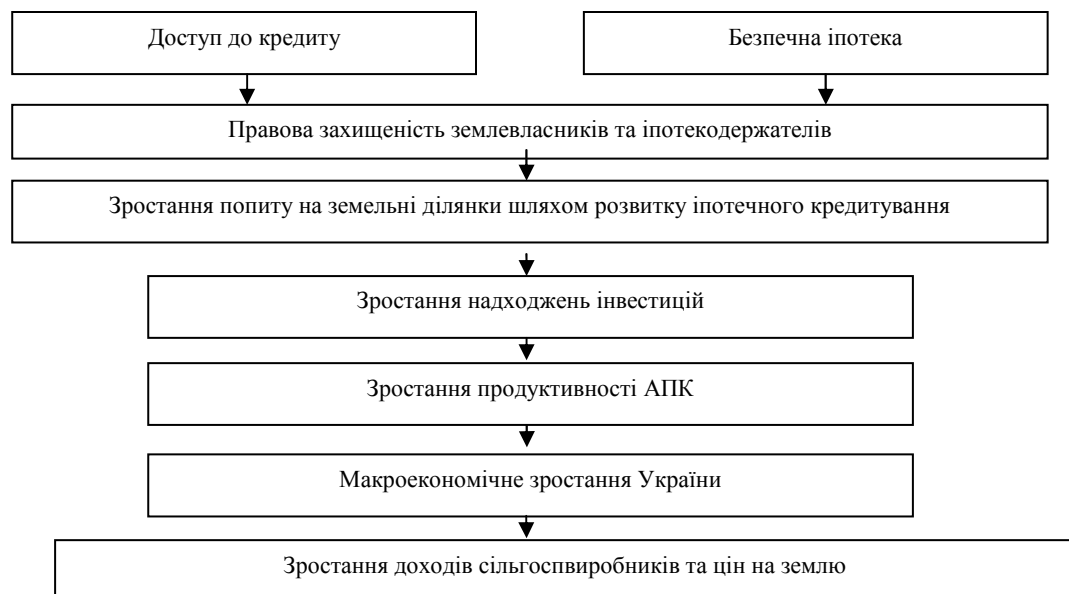 Доступ до кредиту
Безпечна іпотека
Правова захищеність землевласників та іпотекодержателів
Зростання попиту на земельні ділянки шляхом розвитку іпотечного кредитування
Зростання надходжень інвестицій
Зростання продуктивності АПК
Макроекономічне зростання України
Зростання доходів сільгоспвиробників та цін на землю